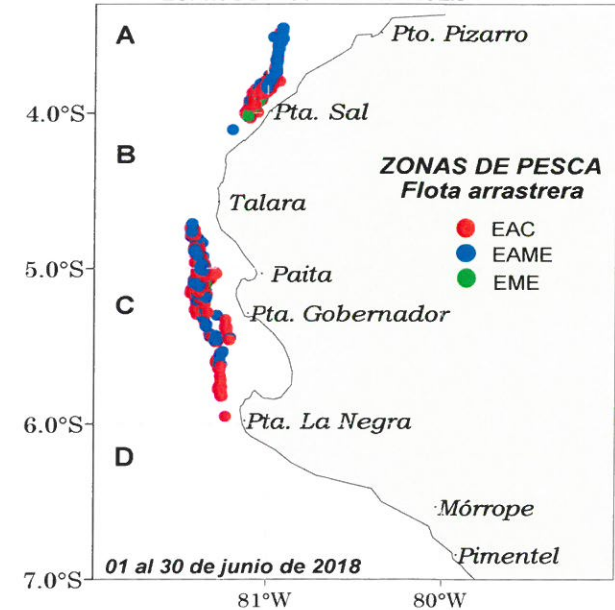 A
Pto. Pizarro
4.0°S
Pta. Sal
B
ZONAS DE PESCA
Flota arrastrera
Talara
EAC
EAME
5.0°S
Paita
EME
C
Pta. Gobernador
6.0°S
Pta. La Negra
D
Mórrope
Pimentel
01 al 30 de junio de 2018
7.0°S
81°W
80°W